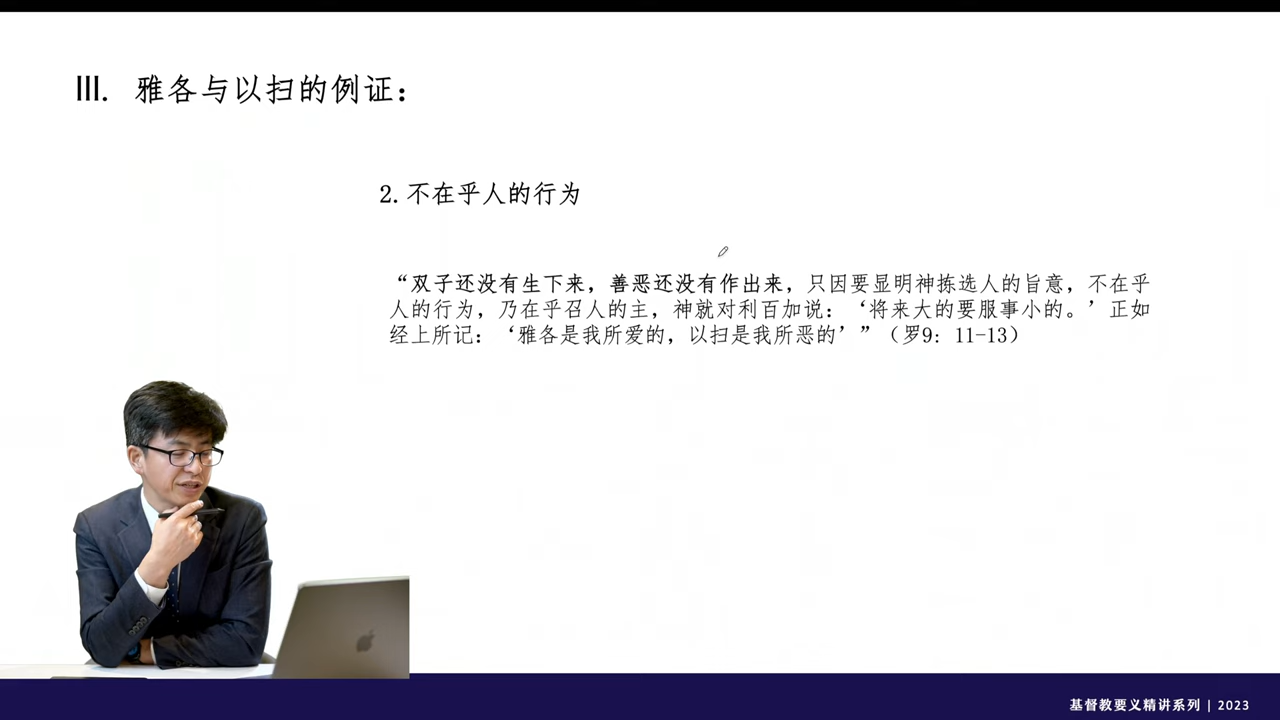 Ⅲ. 雅各与以扫的例证：
2. 不在乎人的行为
“双子还没有生下来，善恶还没有作出来，只因要显明神拣选人的旨意，不在乎
人的行为，乃在乎召人的主，神就对利百加说：‘将来大的要服事小的。’正如
经上所记：‘雅各是我所爱的，以扫是我所恶的’”（罗9：11-13）
基督教要义精讲系列 | 2023